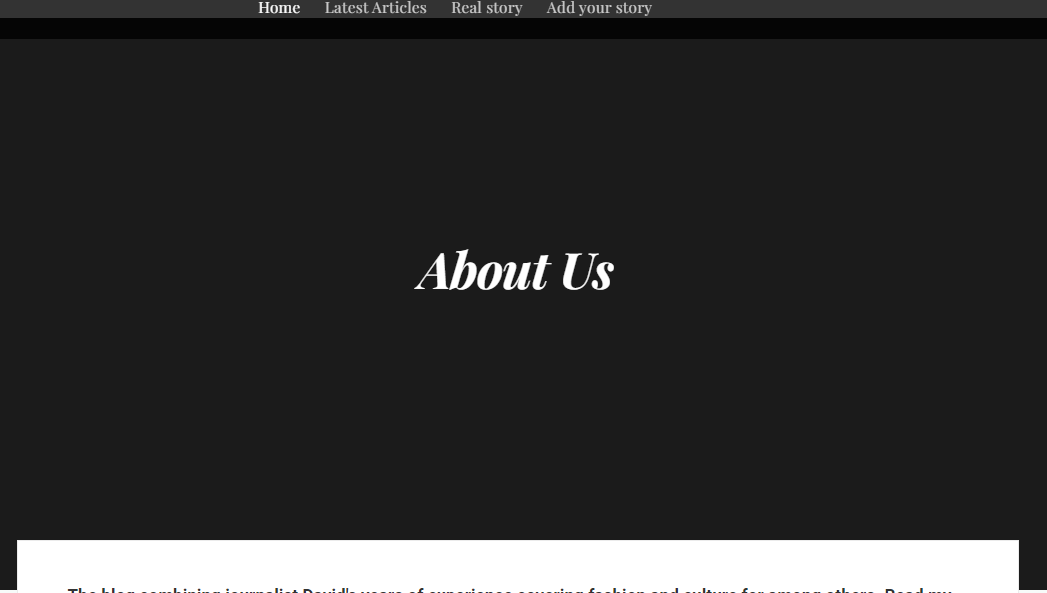 Home Latest Articles Real story Add your story
About Us
The blog combining journalist David's years of experience covering fashion and culture for among others. Read my